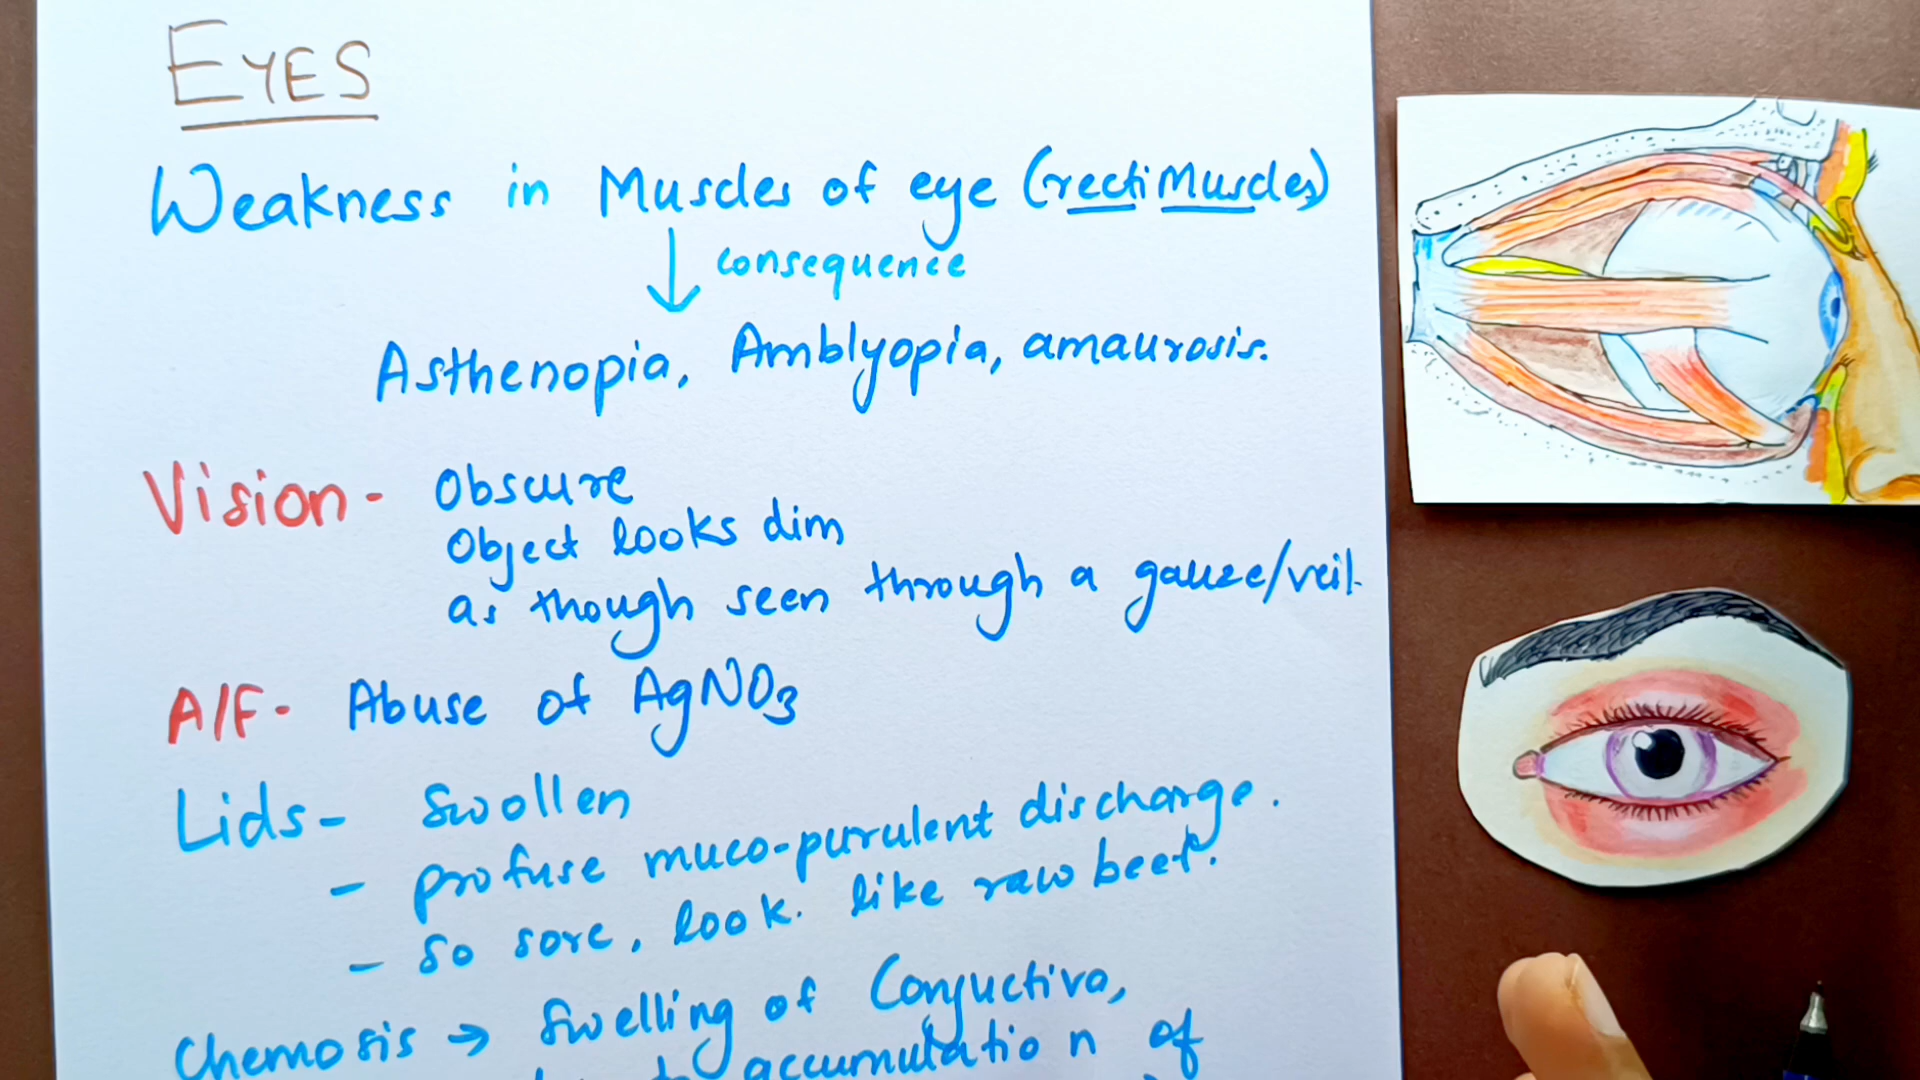 EYES
Weakness in Muscles of eye (recti Muscles)
↓ consequence
Asthenopia, Amblyopia, amaurosis.
Vision - Obscure
Object looks dim
as though seen through a gauze/veil.
A/F - Abuse of AgNO3
Lids - Swollen
- profuse muco-purulent discharge.
- so sore, look. like raw beef.
Chemosis → Swelling of Conjuctiva,
accumulation of